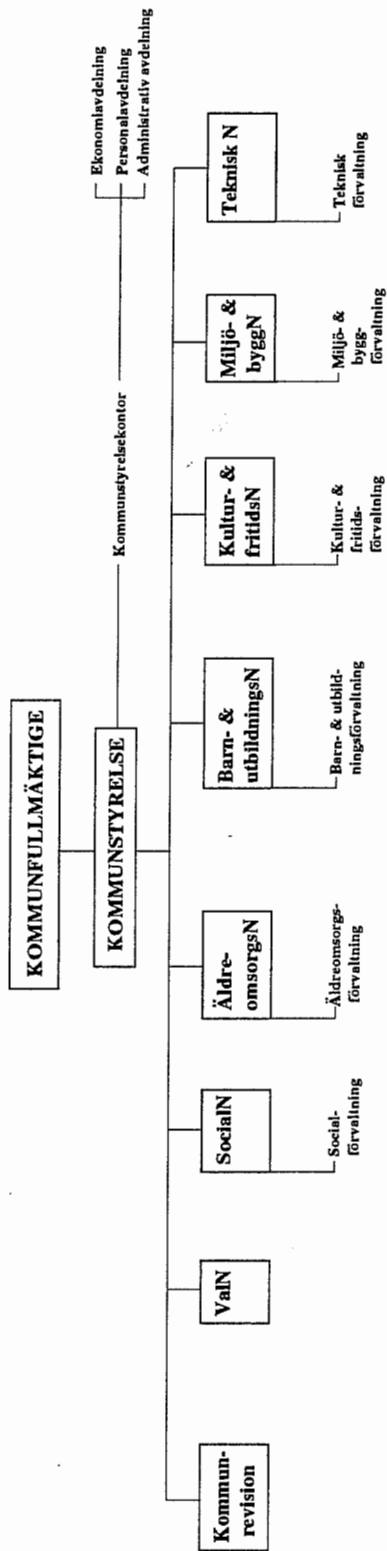 KOMMUNFULLMÄKTIGE
KOMMUNSTYRELSE
Kommunstyrelsekontor
Ekonomiavdelning
Personalavdelning
Administrativ avdelning
Kommun-
revision
ValN
SocialN
Social-
förvaltning
Äldre-
omsorgsN
Äldreomsorgs-
förvaltning
Barn- &
utbildningsN
Barn- & utbild-
ningsförvaltning
Kultur- &
fritidsN
Kultur- &
fritids-
förvaltning
Miljö- &
byggN
Miljö- &
bygg-
förvaltning
Teknisk N
Teknisk
förvaltning